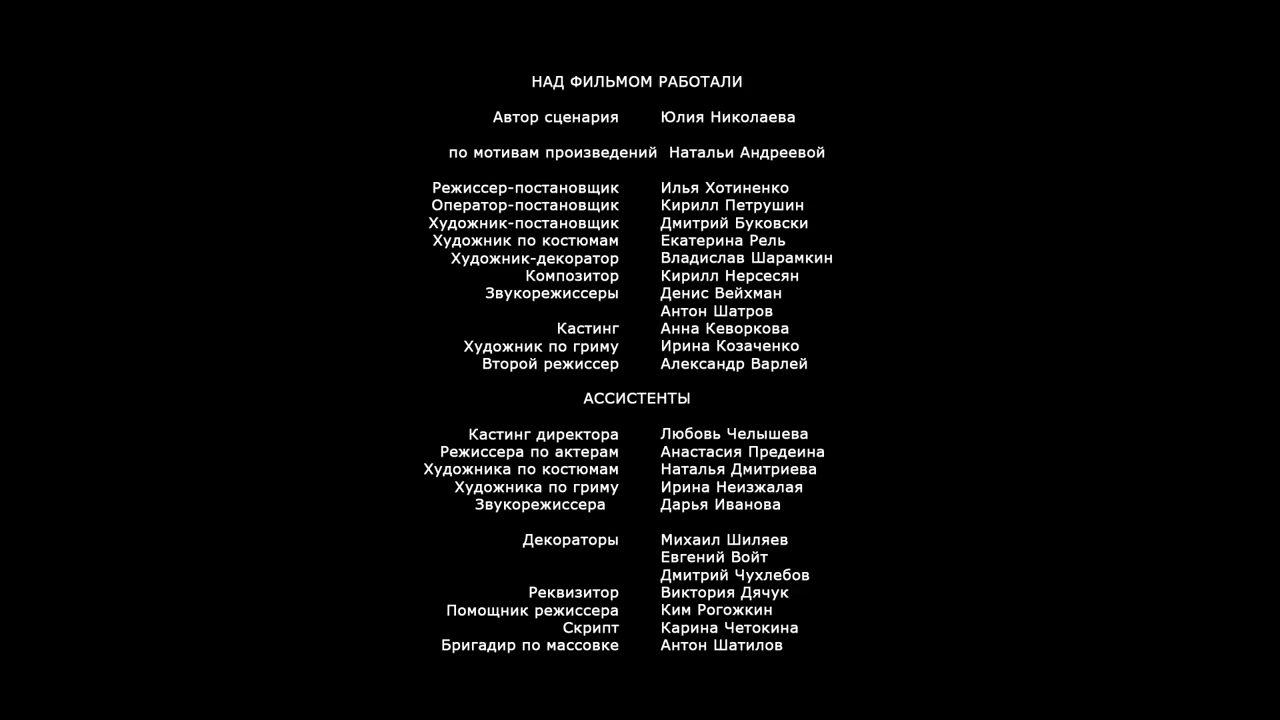 НАД ФИЛЬМОМ РАБОТАЛИ
Автор сценария Юлия Николаева
по мотивам произведений Натальи Андреевой
Режиссер-постановщик Илья Хотиненко
Оператор-постановщик Кирилл Петрушин
Художник-постановщик Дмитрий Буковски
Художник по костюмам Екатерина Рель
Художник-декоратор Владислав Шарамкин
Композитор Кирилл Нерсесян
Звукорежиссеры Денис Вейхман
Антон Шатров
Кастинг Анна Кеворкова
Художник по гриму Ирина Козаченко
Второй режиссер Александр Варлей
АССИСТЕНТЫ
Кастинг директора Любовь Челышева
Режиссера по актерам Анастасия Предеина
Художника по костюмам Наталья Дмитриева
Художника по гриму Ирина Неизжалая
Звукорежиссера Дарья Иванова
Декораторы Михаил Шиляев
Евгений Войт
Дмитрий Чухлебов
Реквизитор Виктория Дячук
Помощник режиссера Ким Рогожкин
Скрипт Карина Четокина
Бригадир по массовке Антон Шатилов